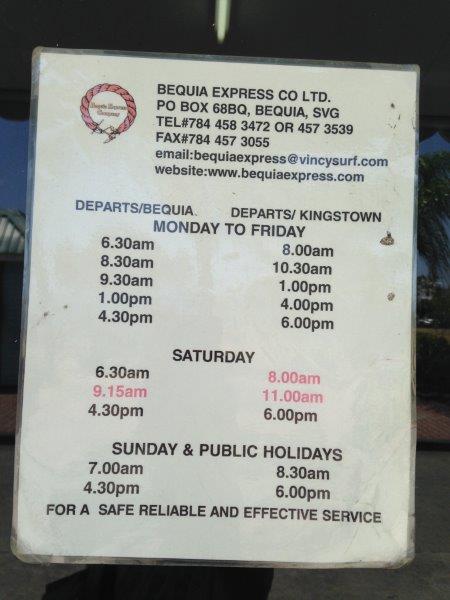 Bequia Express
Company
BEQUIA EXPRESS CO LTD.
PO BOX 68BQ, BEQUIA, SVG
TEL#784 458 3472 OR 457 3539
FAX#784 457 3055
email:bequiaexpress@vincysurf.com
website:www.bequiaexpress.com
DEPARTS/BEQUIA DEPARTS/ KINGSTOWN
MONDAY TO FRIDAY
6.30am 8.00am
8.30am 10.30am
9.30am 1.00pm
1.00pm 4.00pm
4.30pm 6.00pm
SATURDAY
6.30am 8.00am
9.15am 11.00am
4.30pm 6.00pm
SUNDAY & PUBLIC HOLIDAYS
7.00am 8.30am
4.30pm 6.00pm
FOR A SAFE RELIABLE AND EFFECTIVE SERVICE